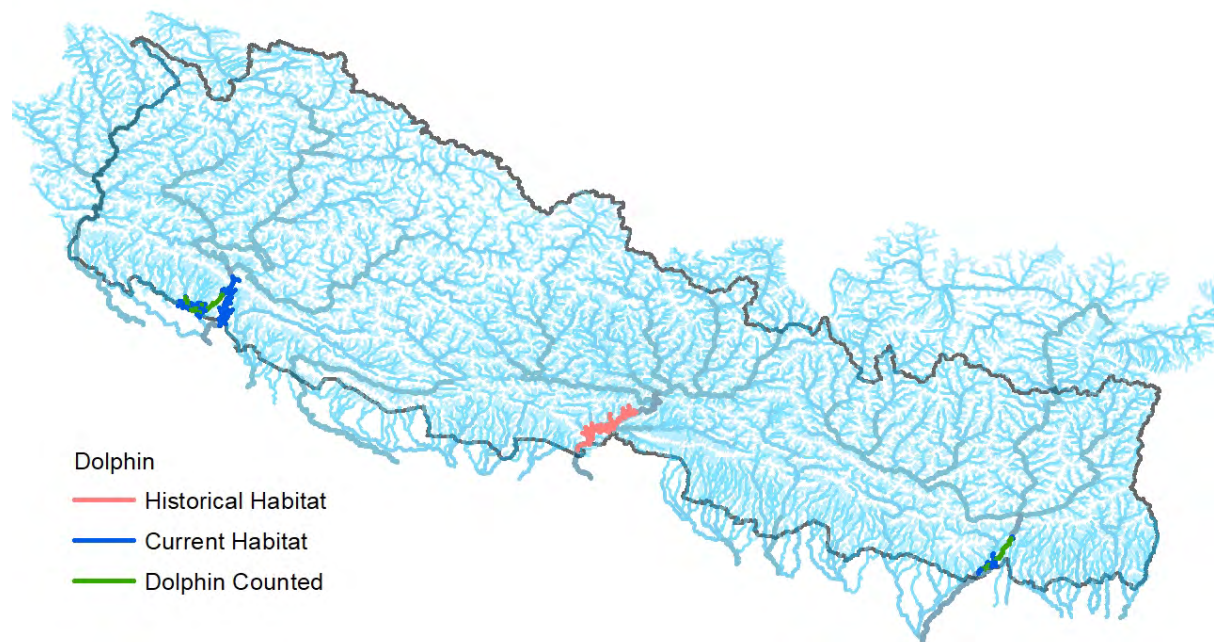 Dolphin
Historical Habitat
Current Habitat
Dolphin Counted